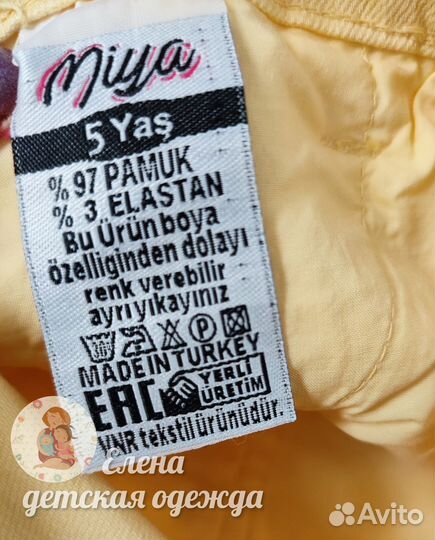 Miya
5 Yaş
% 97 PAMUK
% 3 ELASTAN
Bu Ürün boya
özelliginden dolayı
renk verebilir
ayrı yıkayınız
30 P
MADE IN TURKEY
EAC YERLİ
ÜRETİM
VNR tekstil ürünüdür.
Елена
детская одежда
Avito